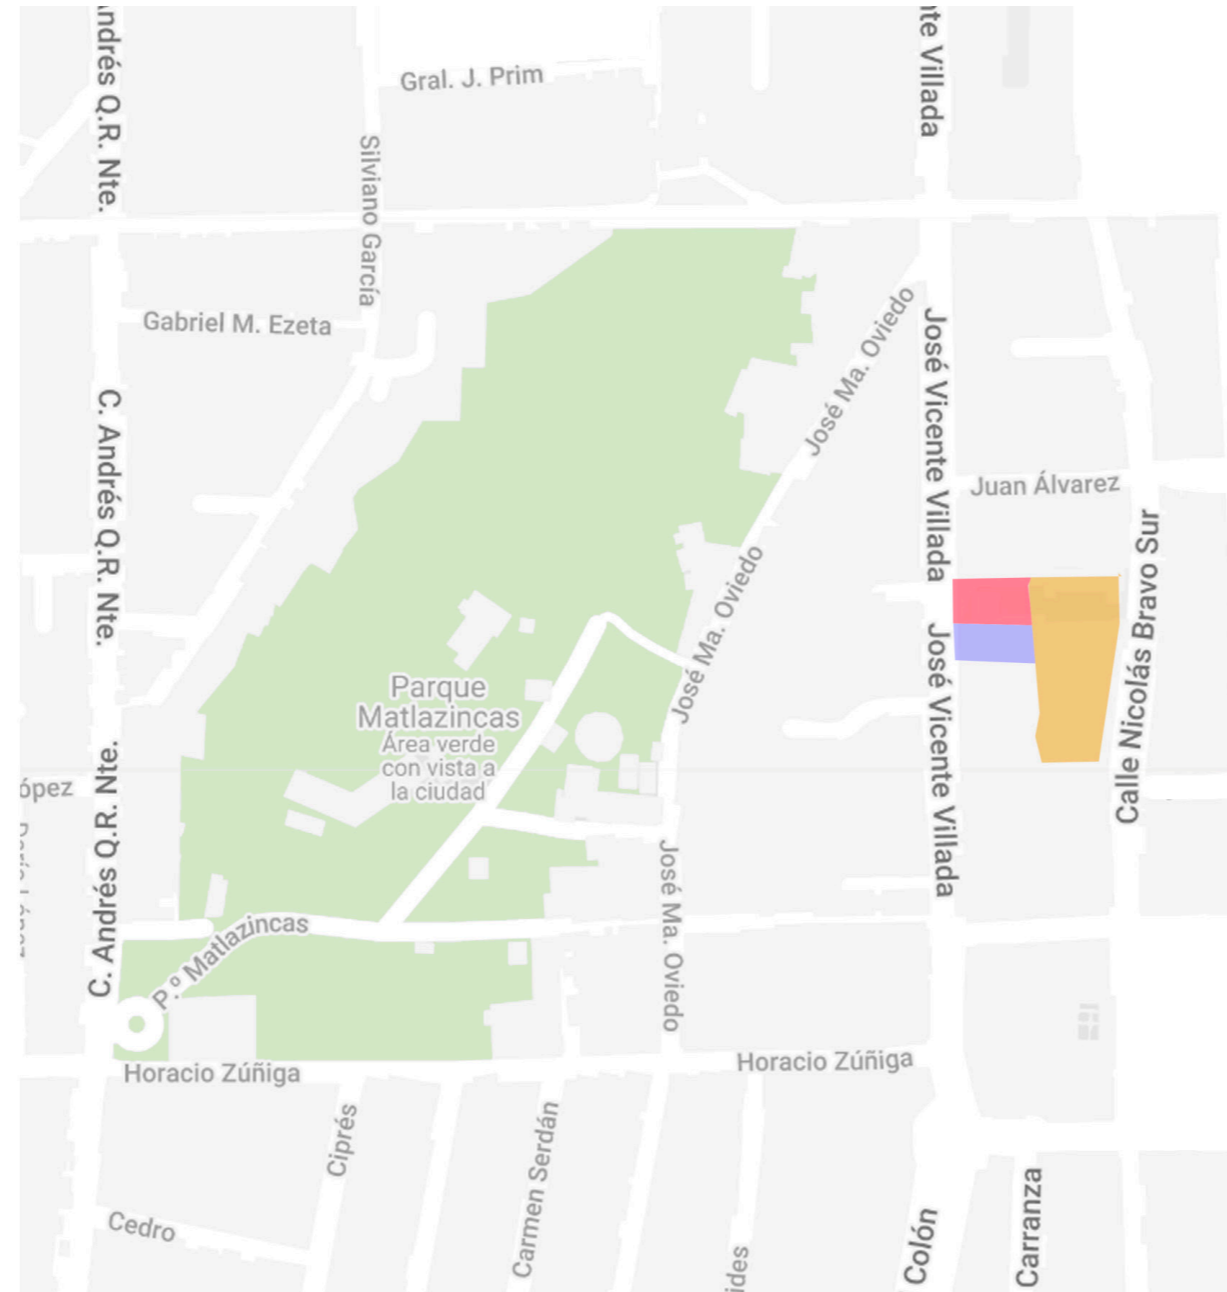 ndrés Q.R. Nte.
Gral. J. Prim
nte Villada
Silviano García
Gabriel M. Ezeta
José Ma. Oviedo
José Vicente Villada
C. Andrés Q.R. Nte.
Juan Álvarez
Calle Nicolás Bravo Sur
José Ma. Oviedo
José Vicente Villada
Parque
Matlazincas
Área verde
con vista a
la ciudad
ópez
C. Andrés Q.R. Nte.
José Ma. Oviedo
P.º Matlazincas
Horacio Zúñiga
Horacio Zúñiga
Ciprés
Carmen Serdán
Cedro
ides
Colón
Carranza